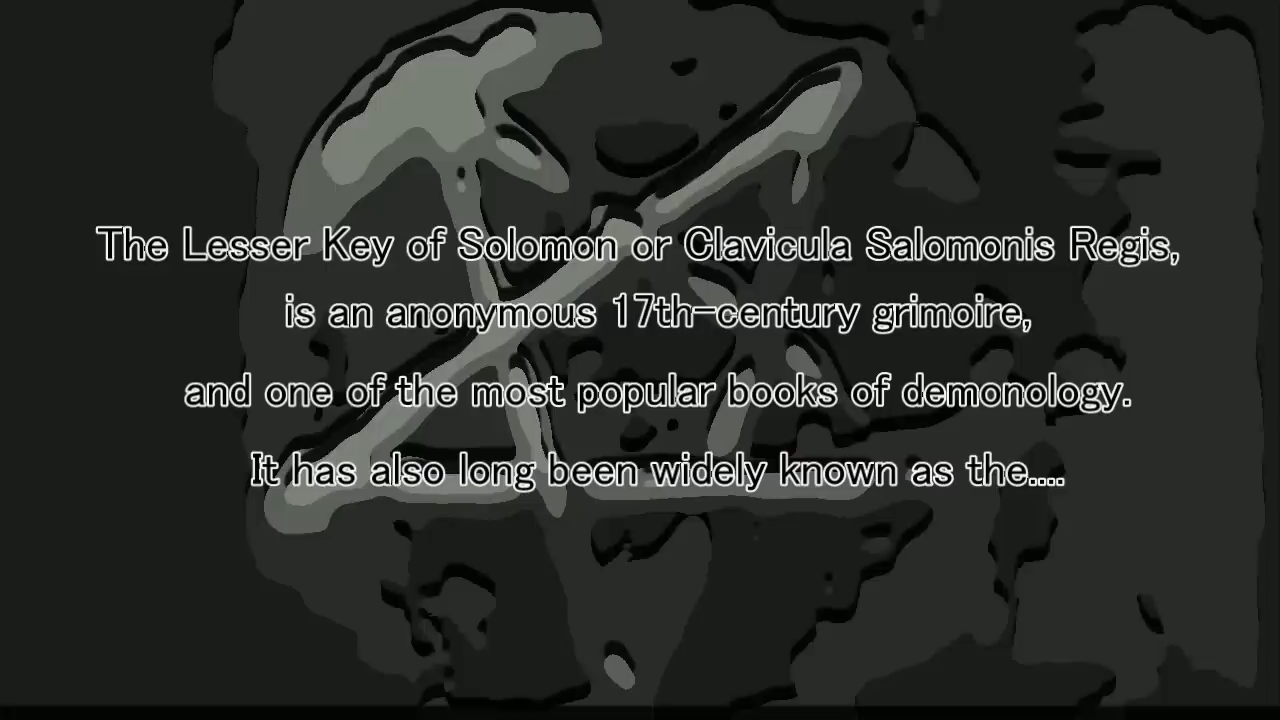 The Lesser Key of Solomon or Clavicula Salomonis Regis,
is an anonymous 17th-century grimoire,
and one of the most popular books of demonology.
It has also long been widely known as the....